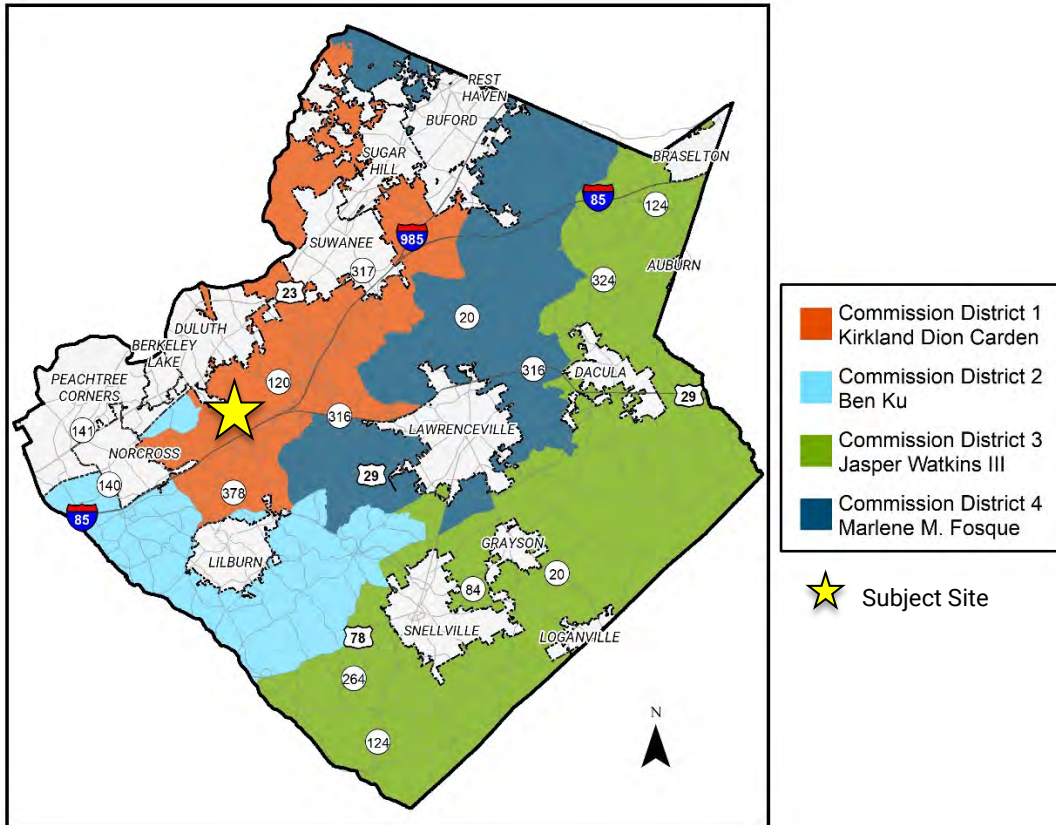 REST
HAVEN
BUFORD
BRASELTON
SUGAR
HILL
85
124
985
SUWANEE
317
AUBURN
324
23
20
DULUTH
BERKELEY
LAKE
PEACHTREE
CORNERS
120
316
316
DACULA
29
141
LAWRENCEVILLE
NORCROSS
29
140
378
85
LILBURN
GRAYSON
20
84
SNELLVILLE
78
LOGANVILLE
264
124
N
Commission District 1
Kirkland Dion Carden
Commission District 2
Ben Ku
Commission District 3
Jasper Watkins III
Commission District 4
Marlene M. Fosque
Subject Site